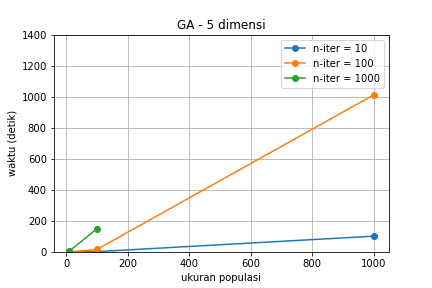 GA - 5 dimensi
n-iter = 10
n-iter = 100
n-iter = 1000
waktu (detik)
1400
1200
1000
800
600
400
200
0
0 200 400 600 800 1000
ukuran populasi